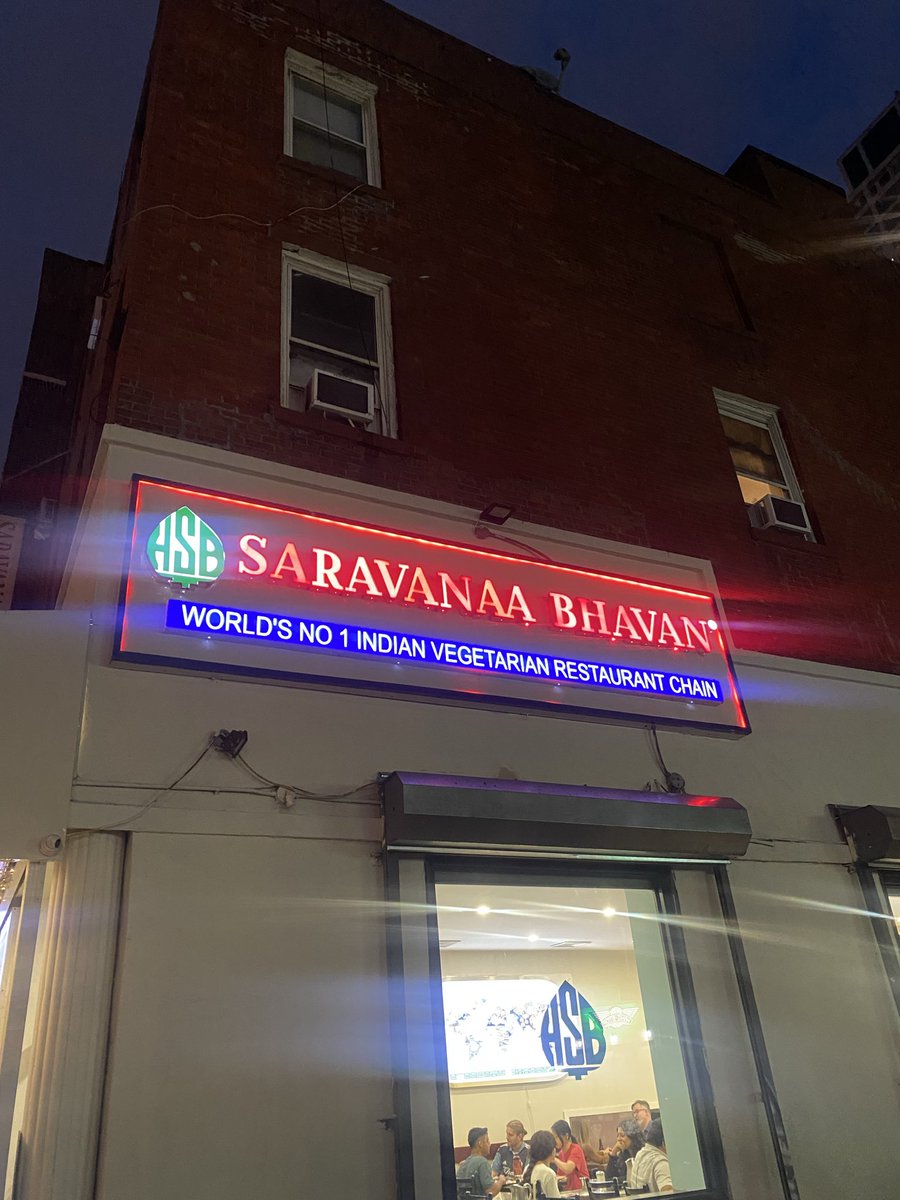 HSB
SARAVANAA BHAVAN
WORLD'S NO 1 INDIAN VEGETARIAN RESTAURANT CHAIN
HSB